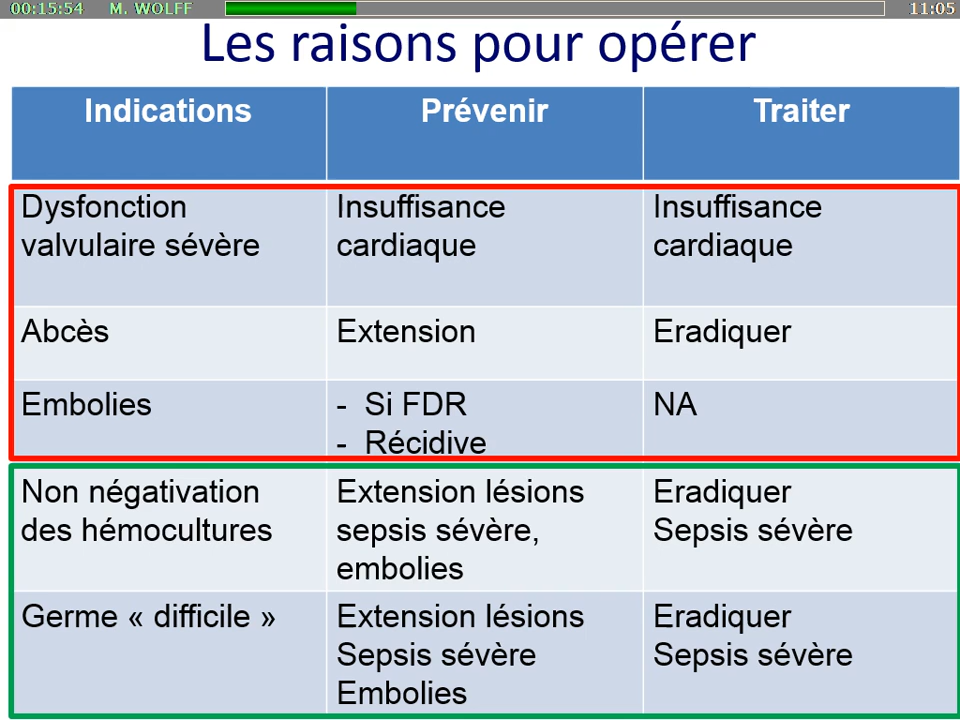 00:15:54 M. WOLFF 11:05
Les raisons pour opérer
Indications Prévenir Traiter
Dysfonction valvulaire sévère
Insuffisance cardiaque
Insuffisance cardiaque
Abcès
Extension
Eradiquer
Embolies
- Si FDR
- Récidive
NA
Non négativation
des hémocultures
Extension lésions
sepsis sévère,
embolies
Eradiquer
Sepsis sévère
Germe « difficile »
Extension lésions
Sepsis sévère
Embolies
Eradiquer
Sepsis sévère